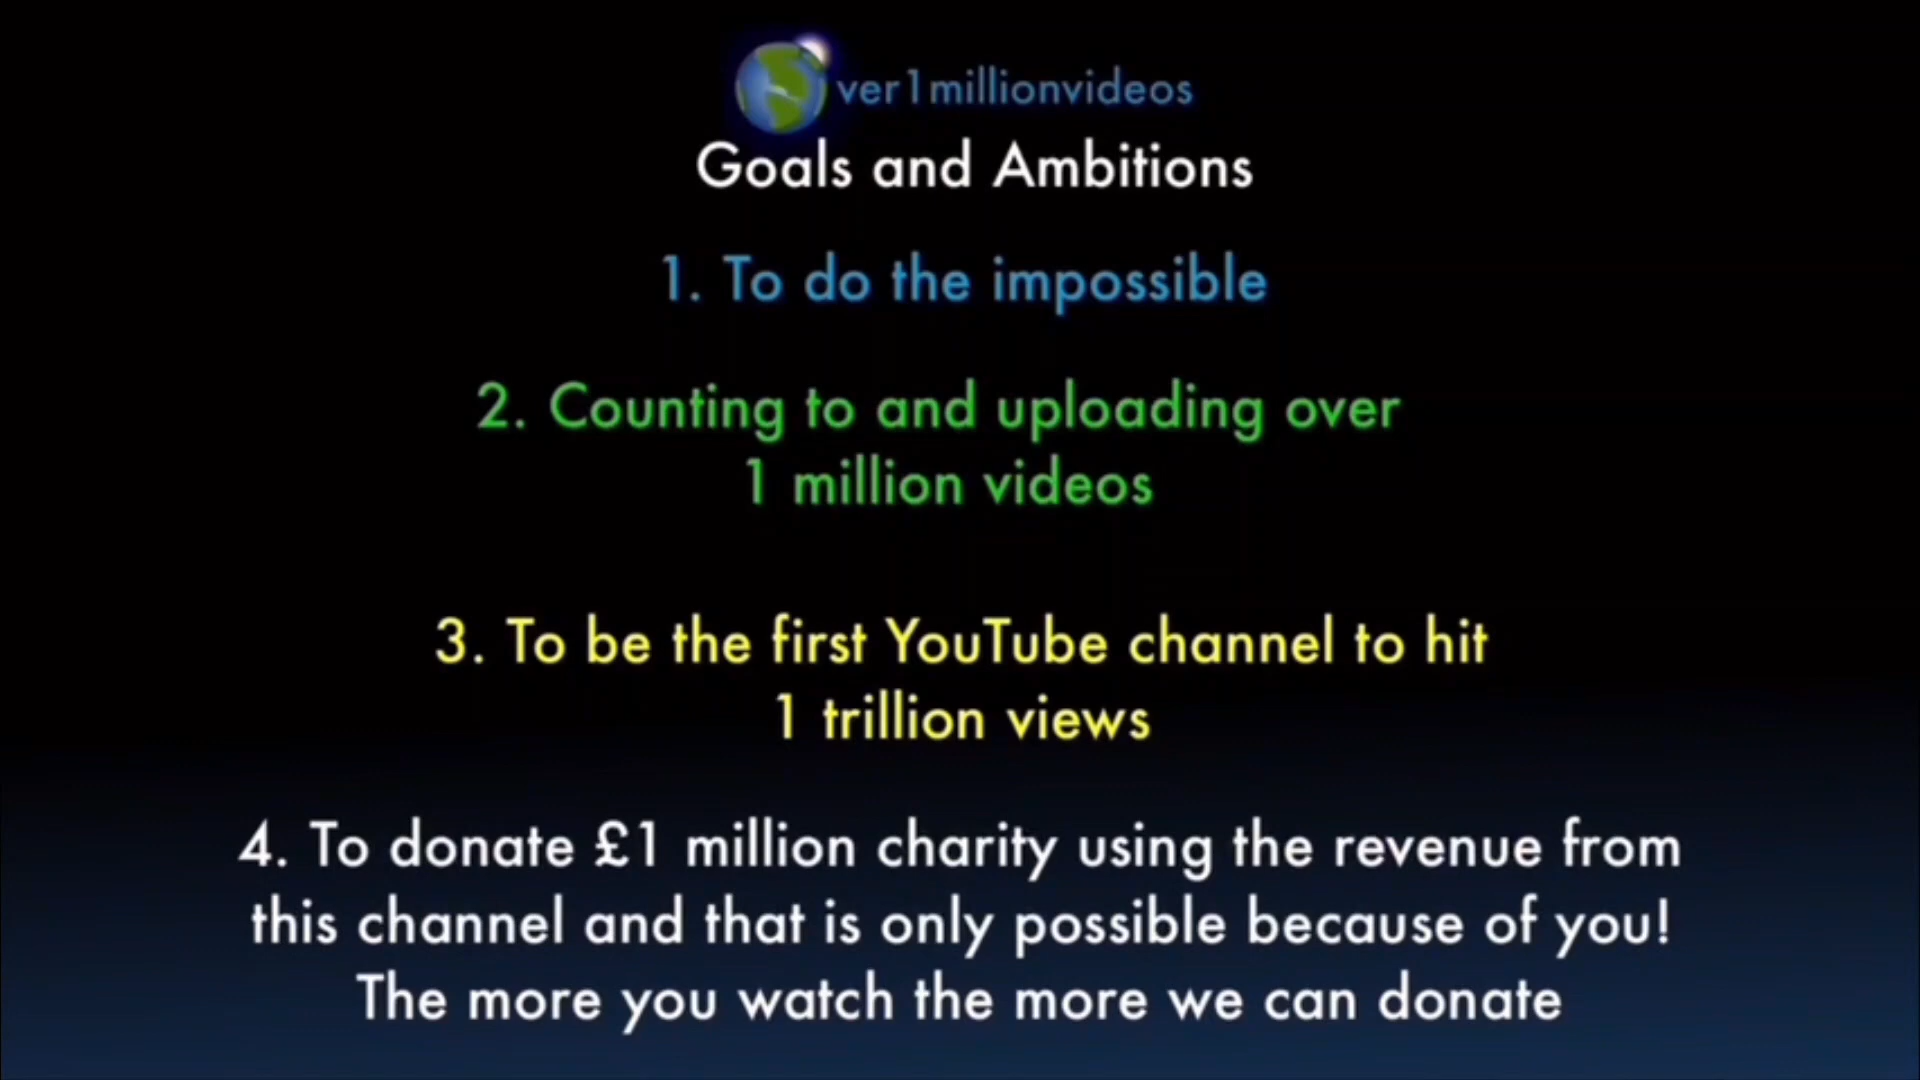 ver1millionvideos
Goals and Ambitions
1. To do the impossible
2. Counting to and uploading over
1 million videos
3. To be the first YouTube channel to hit
1 trillion views
4. To donate £1 million charity using the revenue from
this channel and that is only possible because of you!
The more you watch the more we can donate